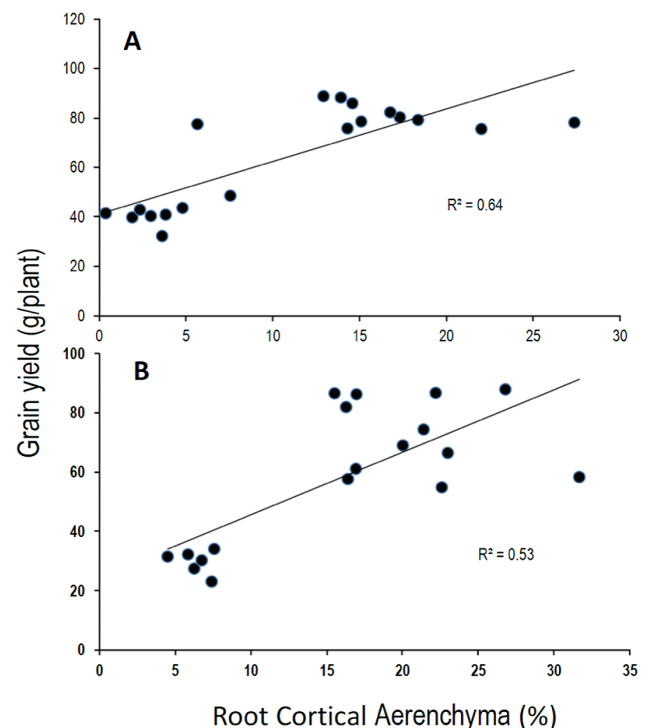 A
120
100
80
60
40
20
0
0 5 10 15 20 25 30
R² = 0.64
Grain yield (g/plant)
B
100
80
60
40
20
0
0 5 10 15 20 25 30 35
R² = 0.53
Root Cortical Aerenchyma (%)